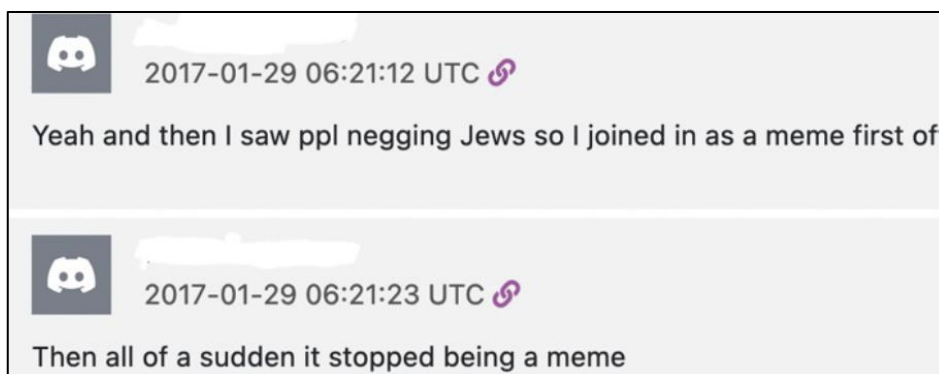 2017-01-29 06:21:12 UTC
Yeah and then I saw ppl negging Jews so I joined in as a meme first of
2017-01-29 06:21:23 UTC
Then all of a sudden it stopped being a meme